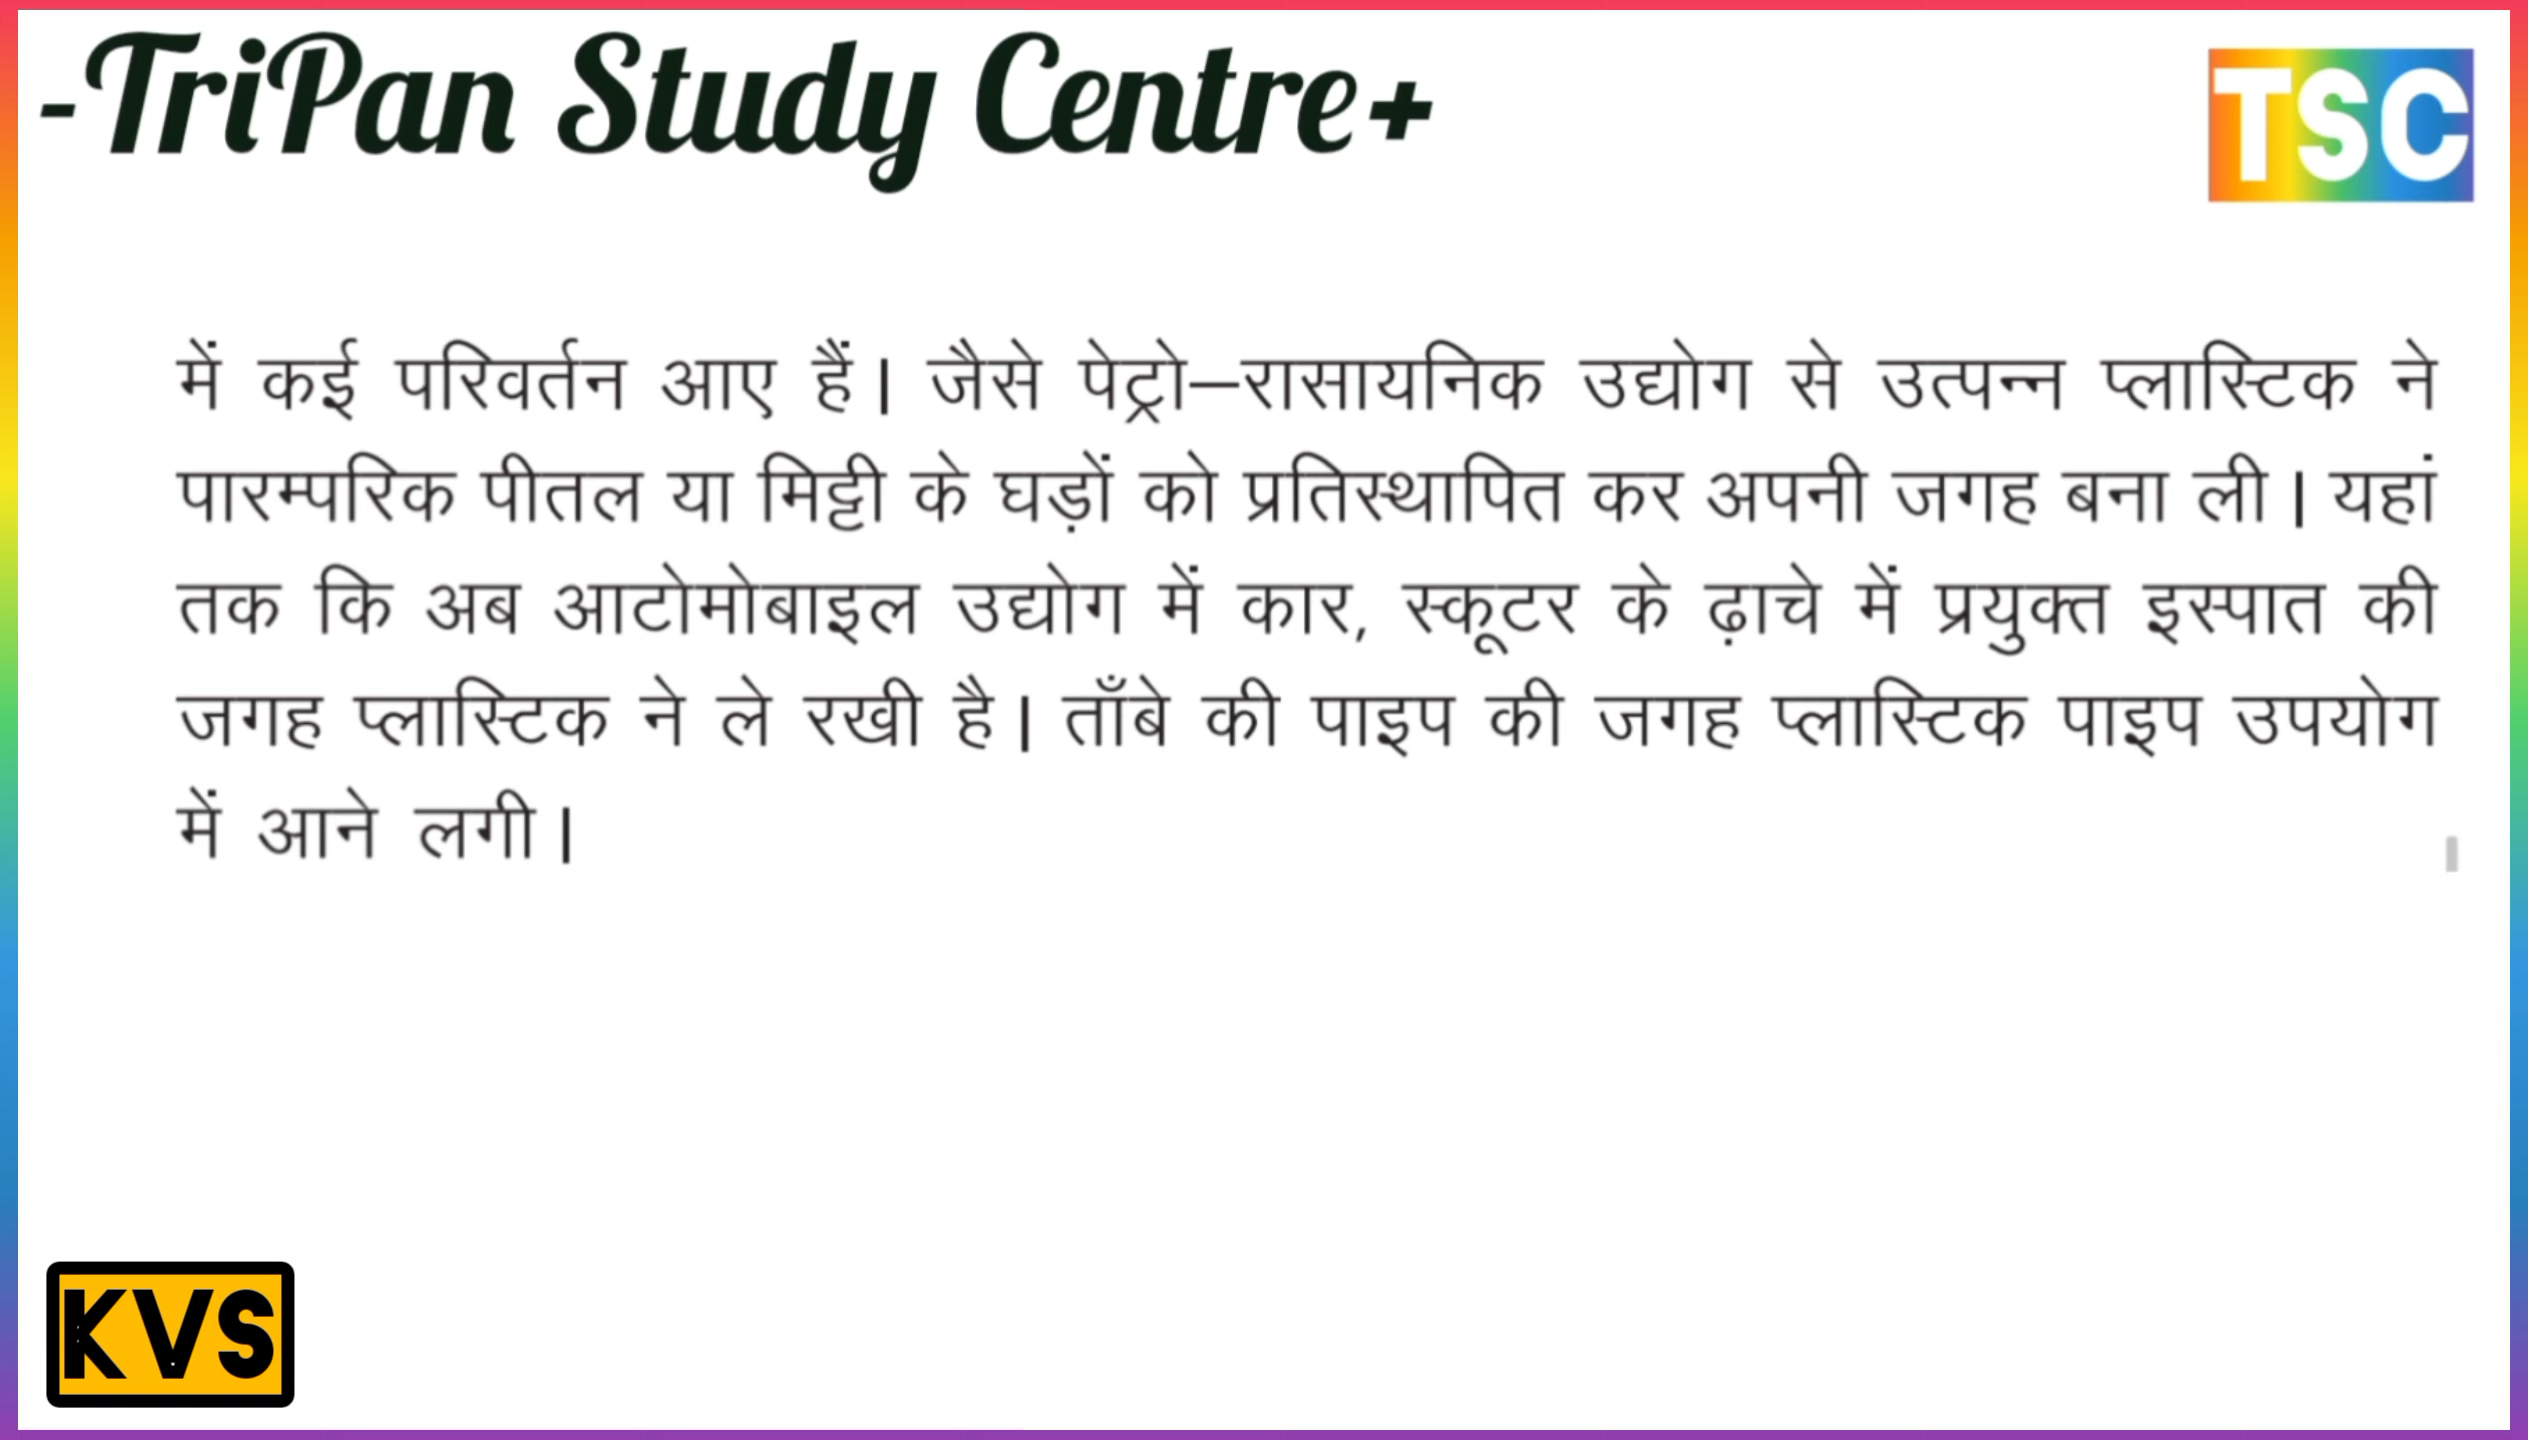 -TriPan Study Centre+
TSC
में कई परिवर्तन आए हैं। जैसे पेट्रो–रासायनिक उद्योग से उत्पन्न प्लास्टिक ने
पारम्परिक पीतल या मिट्टी के घड़ों को प्रतिस्थापित कर अपनी जगह बना ली। यहां
तक कि अब आटोमोबाइल उद्योग में कार, स्कूटर के ढ़ाचे में प्रयुक्त इस्पात की
जगह प्लास्टिक ने ले रखी है। ताँबे की पाइप की जगह प्लास्टिक पाइप उपयोग
में आने लगी।
KVS